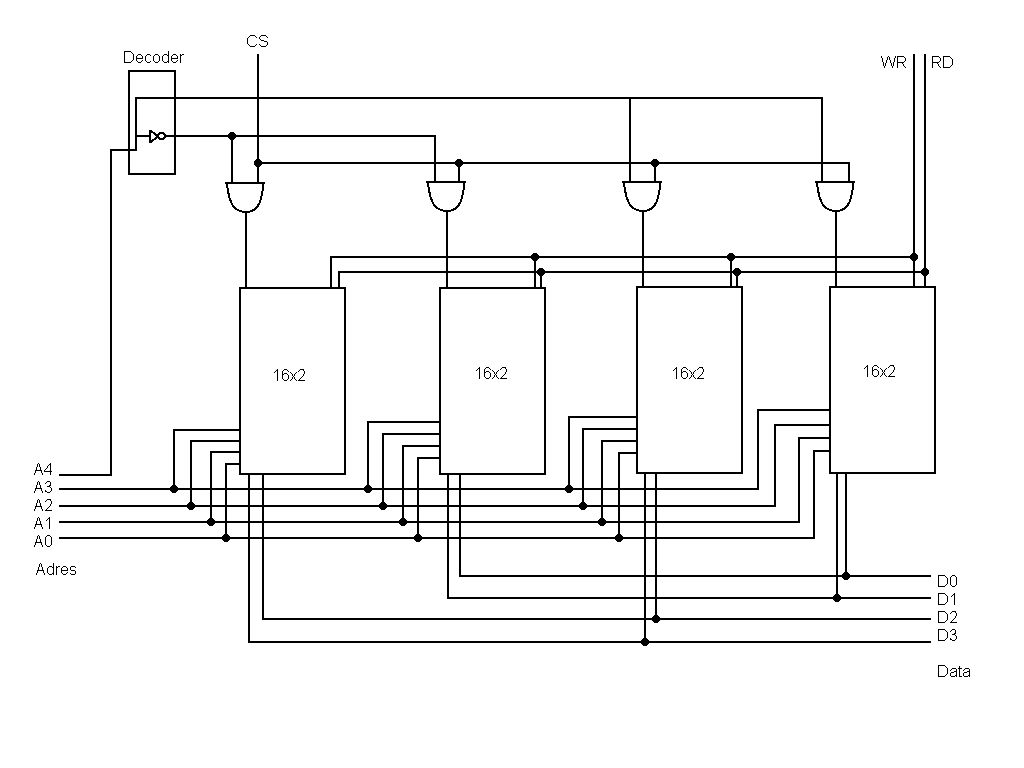 CS
Decoder
WR RD
16x2 16x2 16x2 16x2
A4
A3
A2
A1
A0
Adres
D0
D1
D2
D3
Data